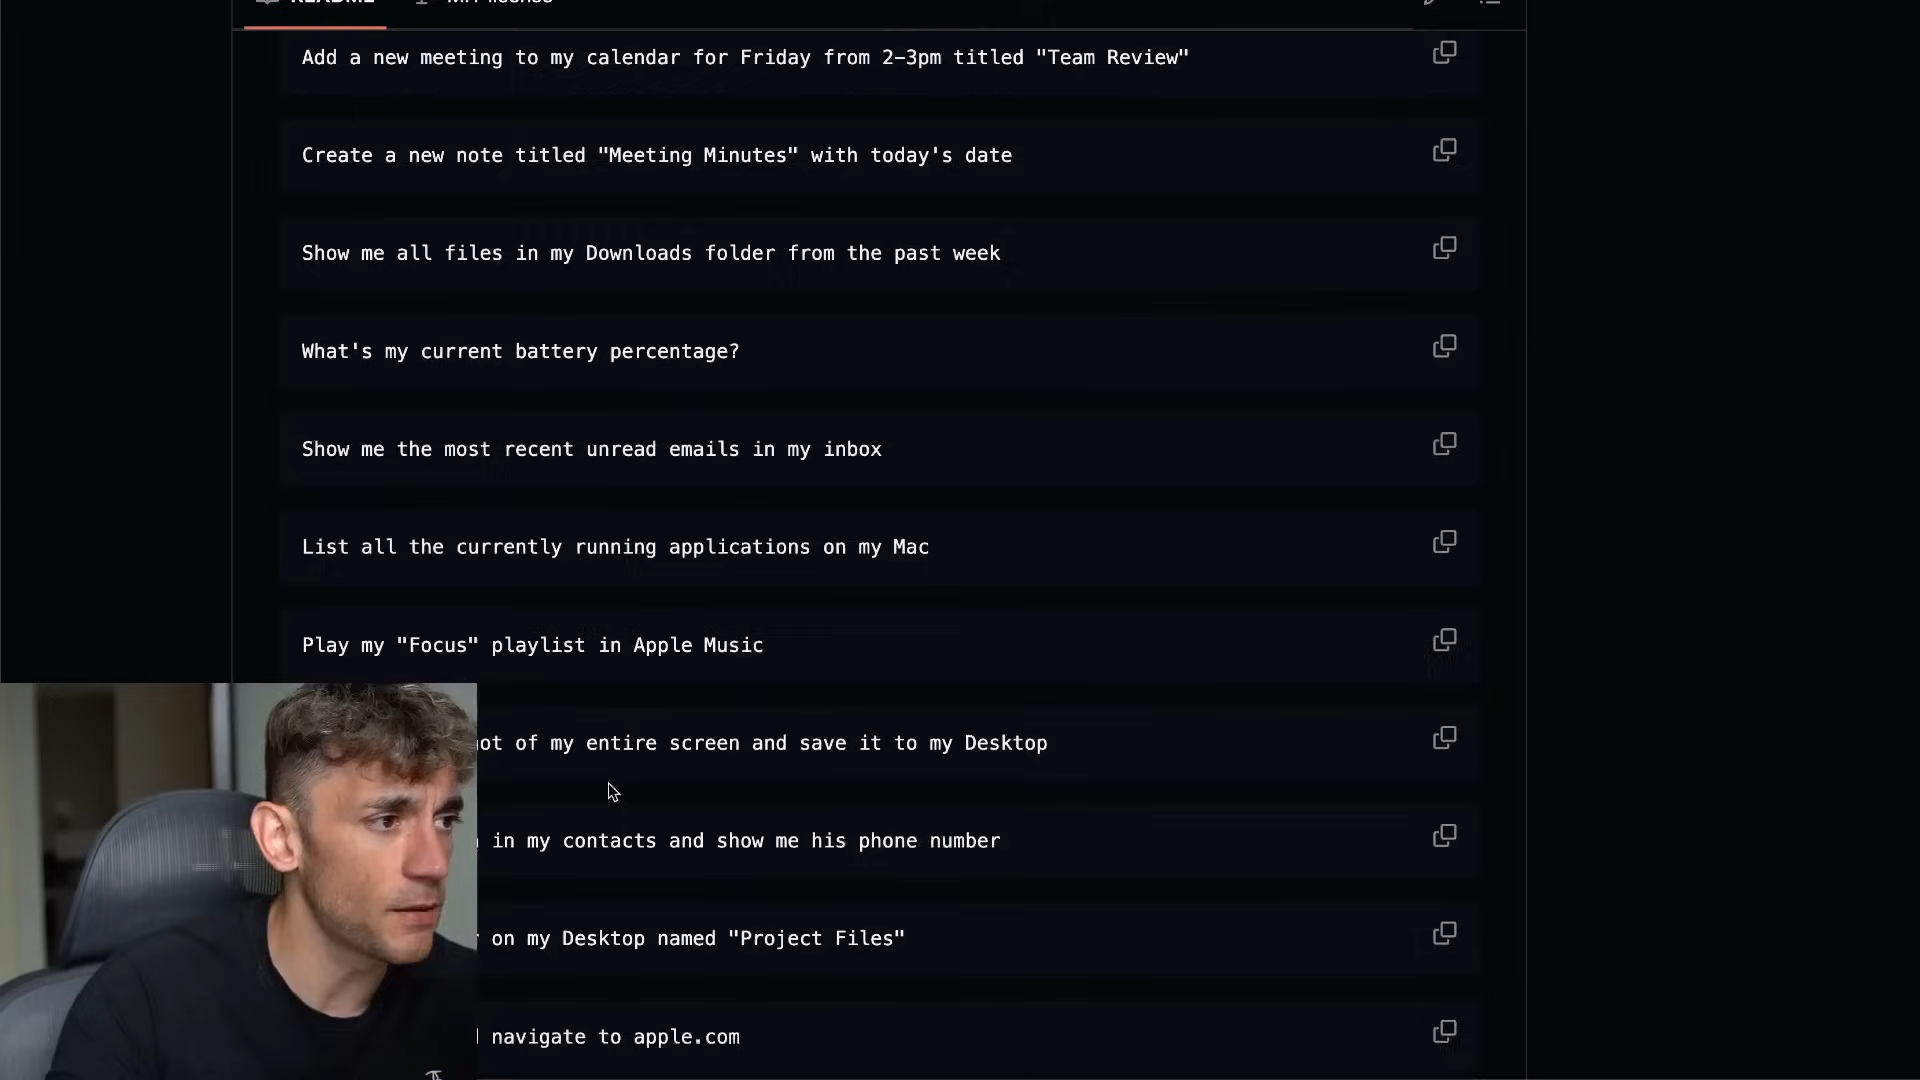 README MIT license
Add a new meeting to my calendar for Friday from 2-3pm titled "Team Review"
Create a new note titled "Meeting Minutes" with today's date
Show me all files in my Downloads folder from the past week
What's my current battery percentage?
Show me the most recent unread emails in my inbox
List all the currently running applications on my Mac
Play my "Focus" playlist in Apple Music
of my entire screen and save it to my Desktop
in my contacts and show me his phone number
on my Desktop named "Project Files"
navigate to apple.com